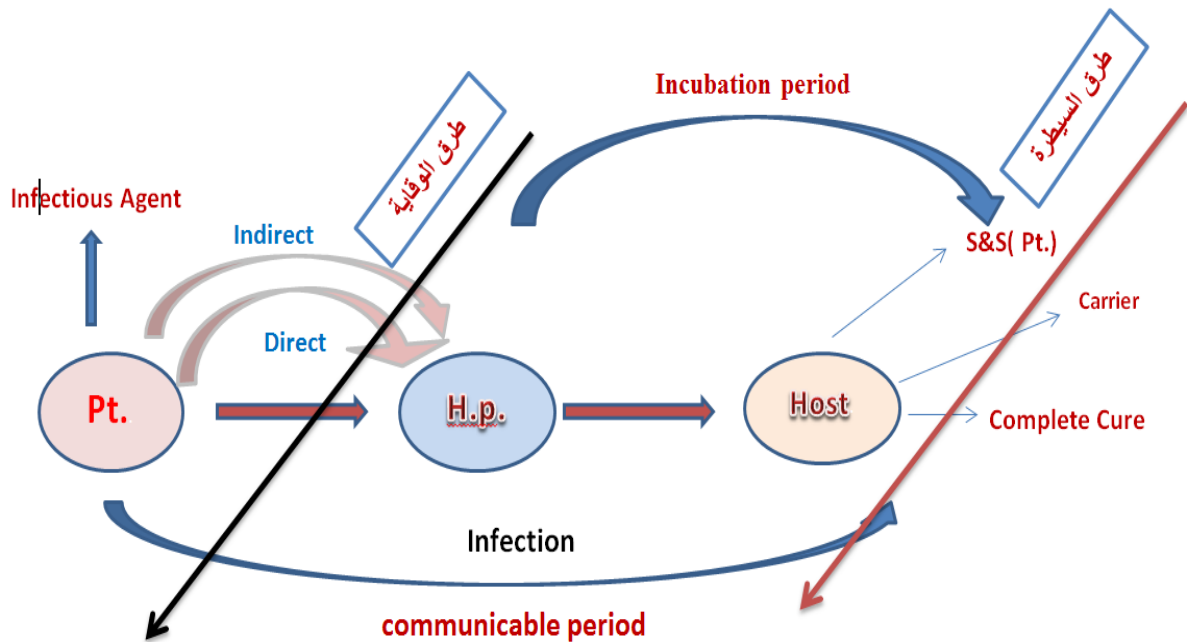 طرق السيطرة
Incubation period
طرق الوقاية
Infectious Agent
Indirect
S&S( Pt.)
Carrier
Direct
Pt.
H.p.
Host
Complete Cure
Infection
communicable period